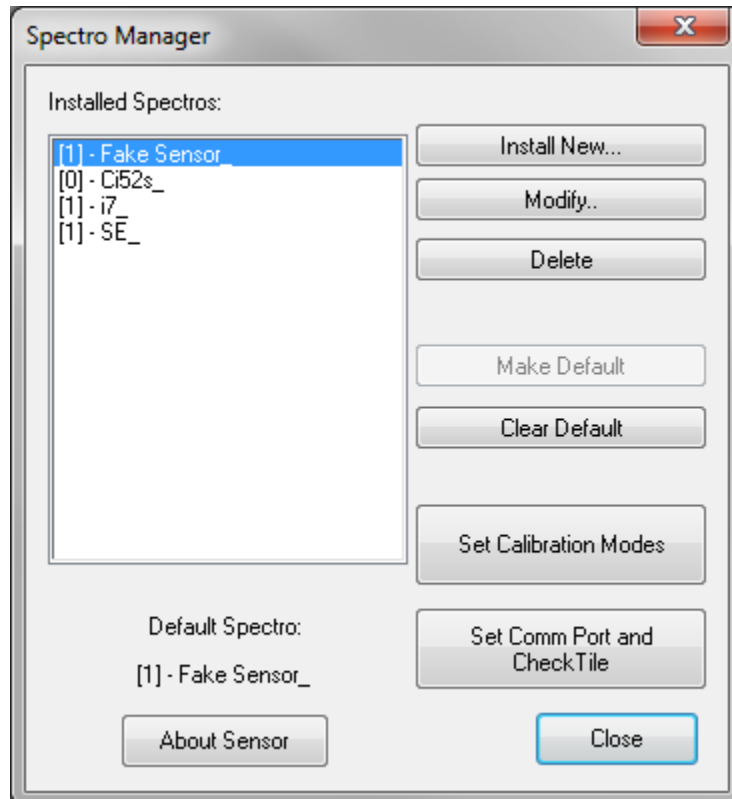 Spectro Manager
Installed Spectros:
[1] - Fake Sensor_
[0] - Ci52s_
[1] - i7_
[1] - SE_
Install New...
Modify..
Delete
Make Default
Clear Default
Set Calibration Modes
Set Comm Port and
CheckTile
Default Spectro:
[1] - Fake Sensor_
About Sensor
Close